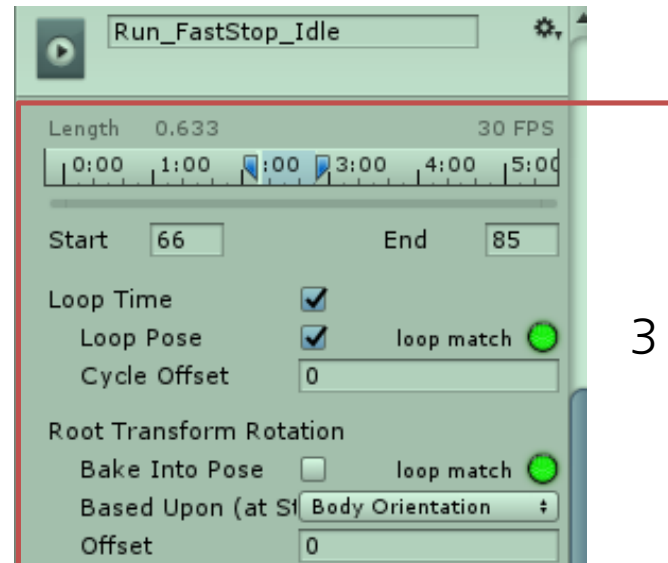 Run_FastStop_Idle
Length 0.633 30 FPS
0:00 1:00 :00 3:00 4:00 5:00
Start 66 End 85
Loop Time
Loop Pose loop match
Cycle Offset 0
3
Root Transform Rotation
Bake Into Pose loop match
Based Upon (at St Body Orientation
Offset 0